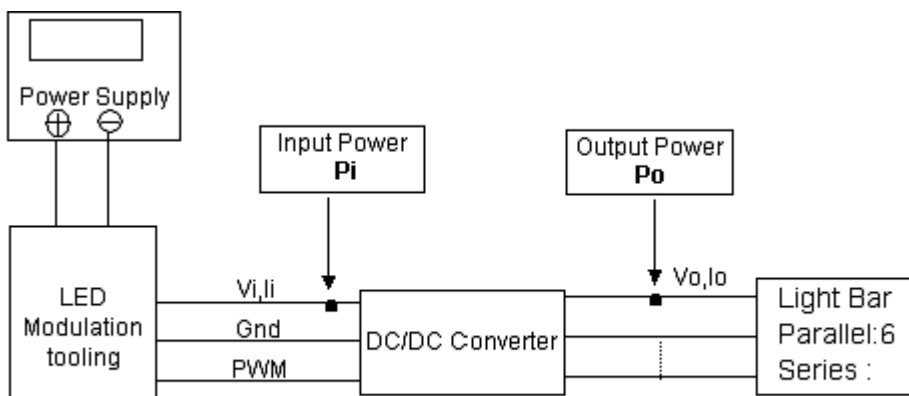 Power Supply
Input Power
Pi
Output Power
Po
LED
Modulation
tooling
Vi,Ii
Gnd
PWM
DC/DC Converter
Vo,Io
Light Bar
Parallel:6
Series :